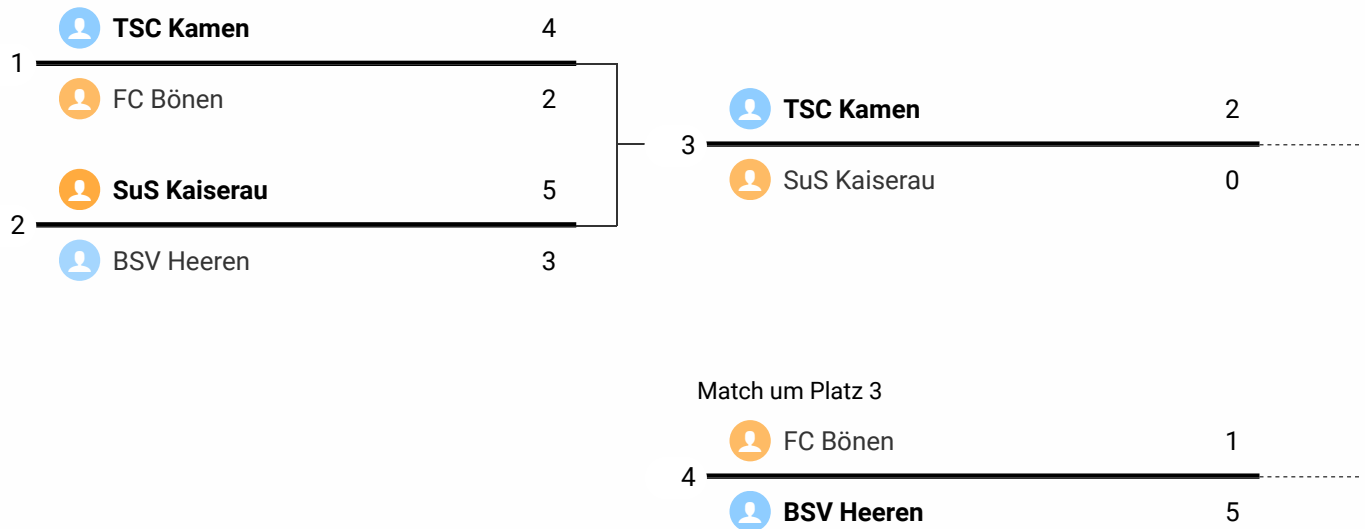 TSC Kamen 4
1
FC Bönen 2
SuS Kaiserau 5
2
BSV Heeren 3
TSC Kamen 2
3
SuS Kaiserau 0
Match um Platz 3
FC Bönen 1
4
BSV Heeren 5